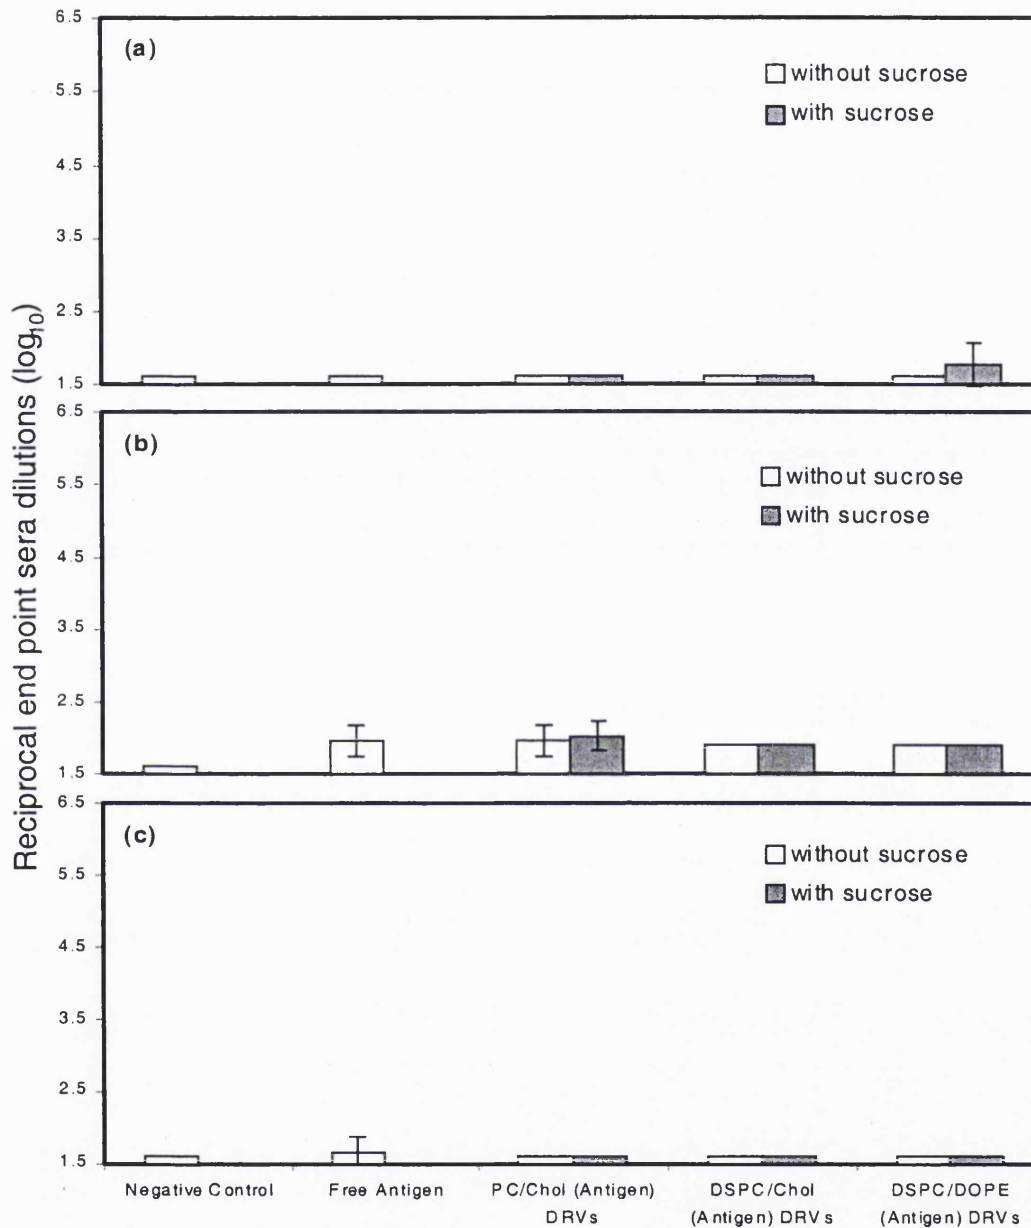 Reciprocal end point sera dilutions (log10)
6.5
5.5
4.5
3.5
2.5
1.5
(a)
without sucrose
with sucrose
6.5
5.5
4.5
3.5
2.5
1.5
(b)
without sucrose
with sucrose
6.5
5.5
4.5
3.5
2.5
1.5
(c)
without sucrose
with sucrose
Negative Control
Free Antigen
PC/Chol (Antigen)
DRVs
DSPC/Chol
(Antigen) DRVs
DSPC/DOPE
(Antigen) DRVs